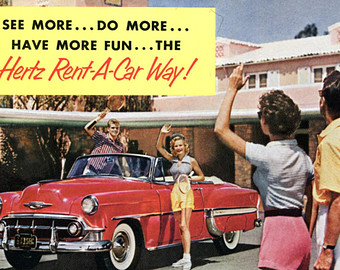 SEE MORE...DO MORE...
HAVE MORE FUN...THE
Hertz Rent-A-Car Way!